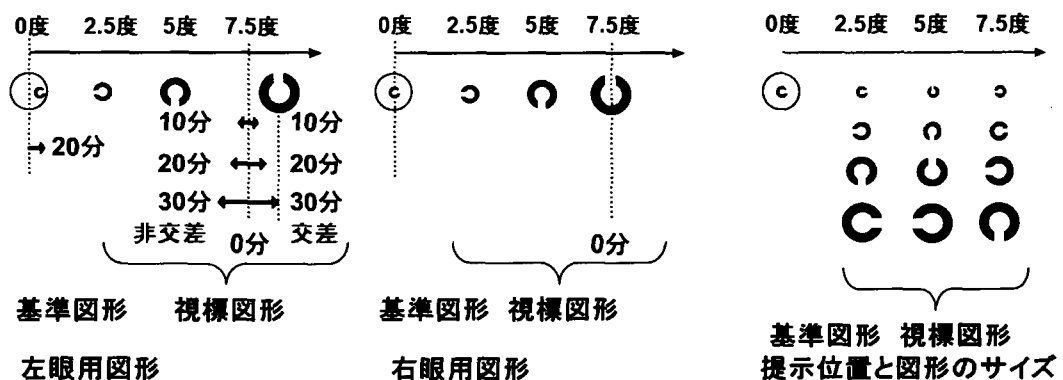 0度 2.5度 5度 7.5度
20分
10分 10分
20分 20分
30分 30分
非交差 0分 交差
基準図形 視標図形
左眼用図形
0度 2.5度 5度 7.5度
0分
基準図形 視標図形
右眼用図形
0度 2.5度 5度 7.5度
基準図形 視標図形
提示位置と図形のサイズ